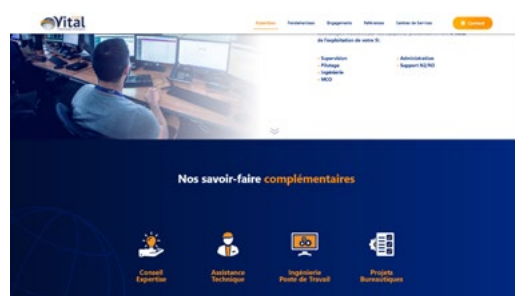 Vital
Expertises Fondamentaux Engagements Références Centres de Services Contact
de l'exploitation de votre SI.
- Supervision
- Pilotage
- Ingénierie
- MCO
- Administration
- Support N2/N3
Nos savoir-faire complémentaires
Conseil
Expertise
Assistance
Technique
Ingénierie
Poste de Travail
Projets
Bureautiques